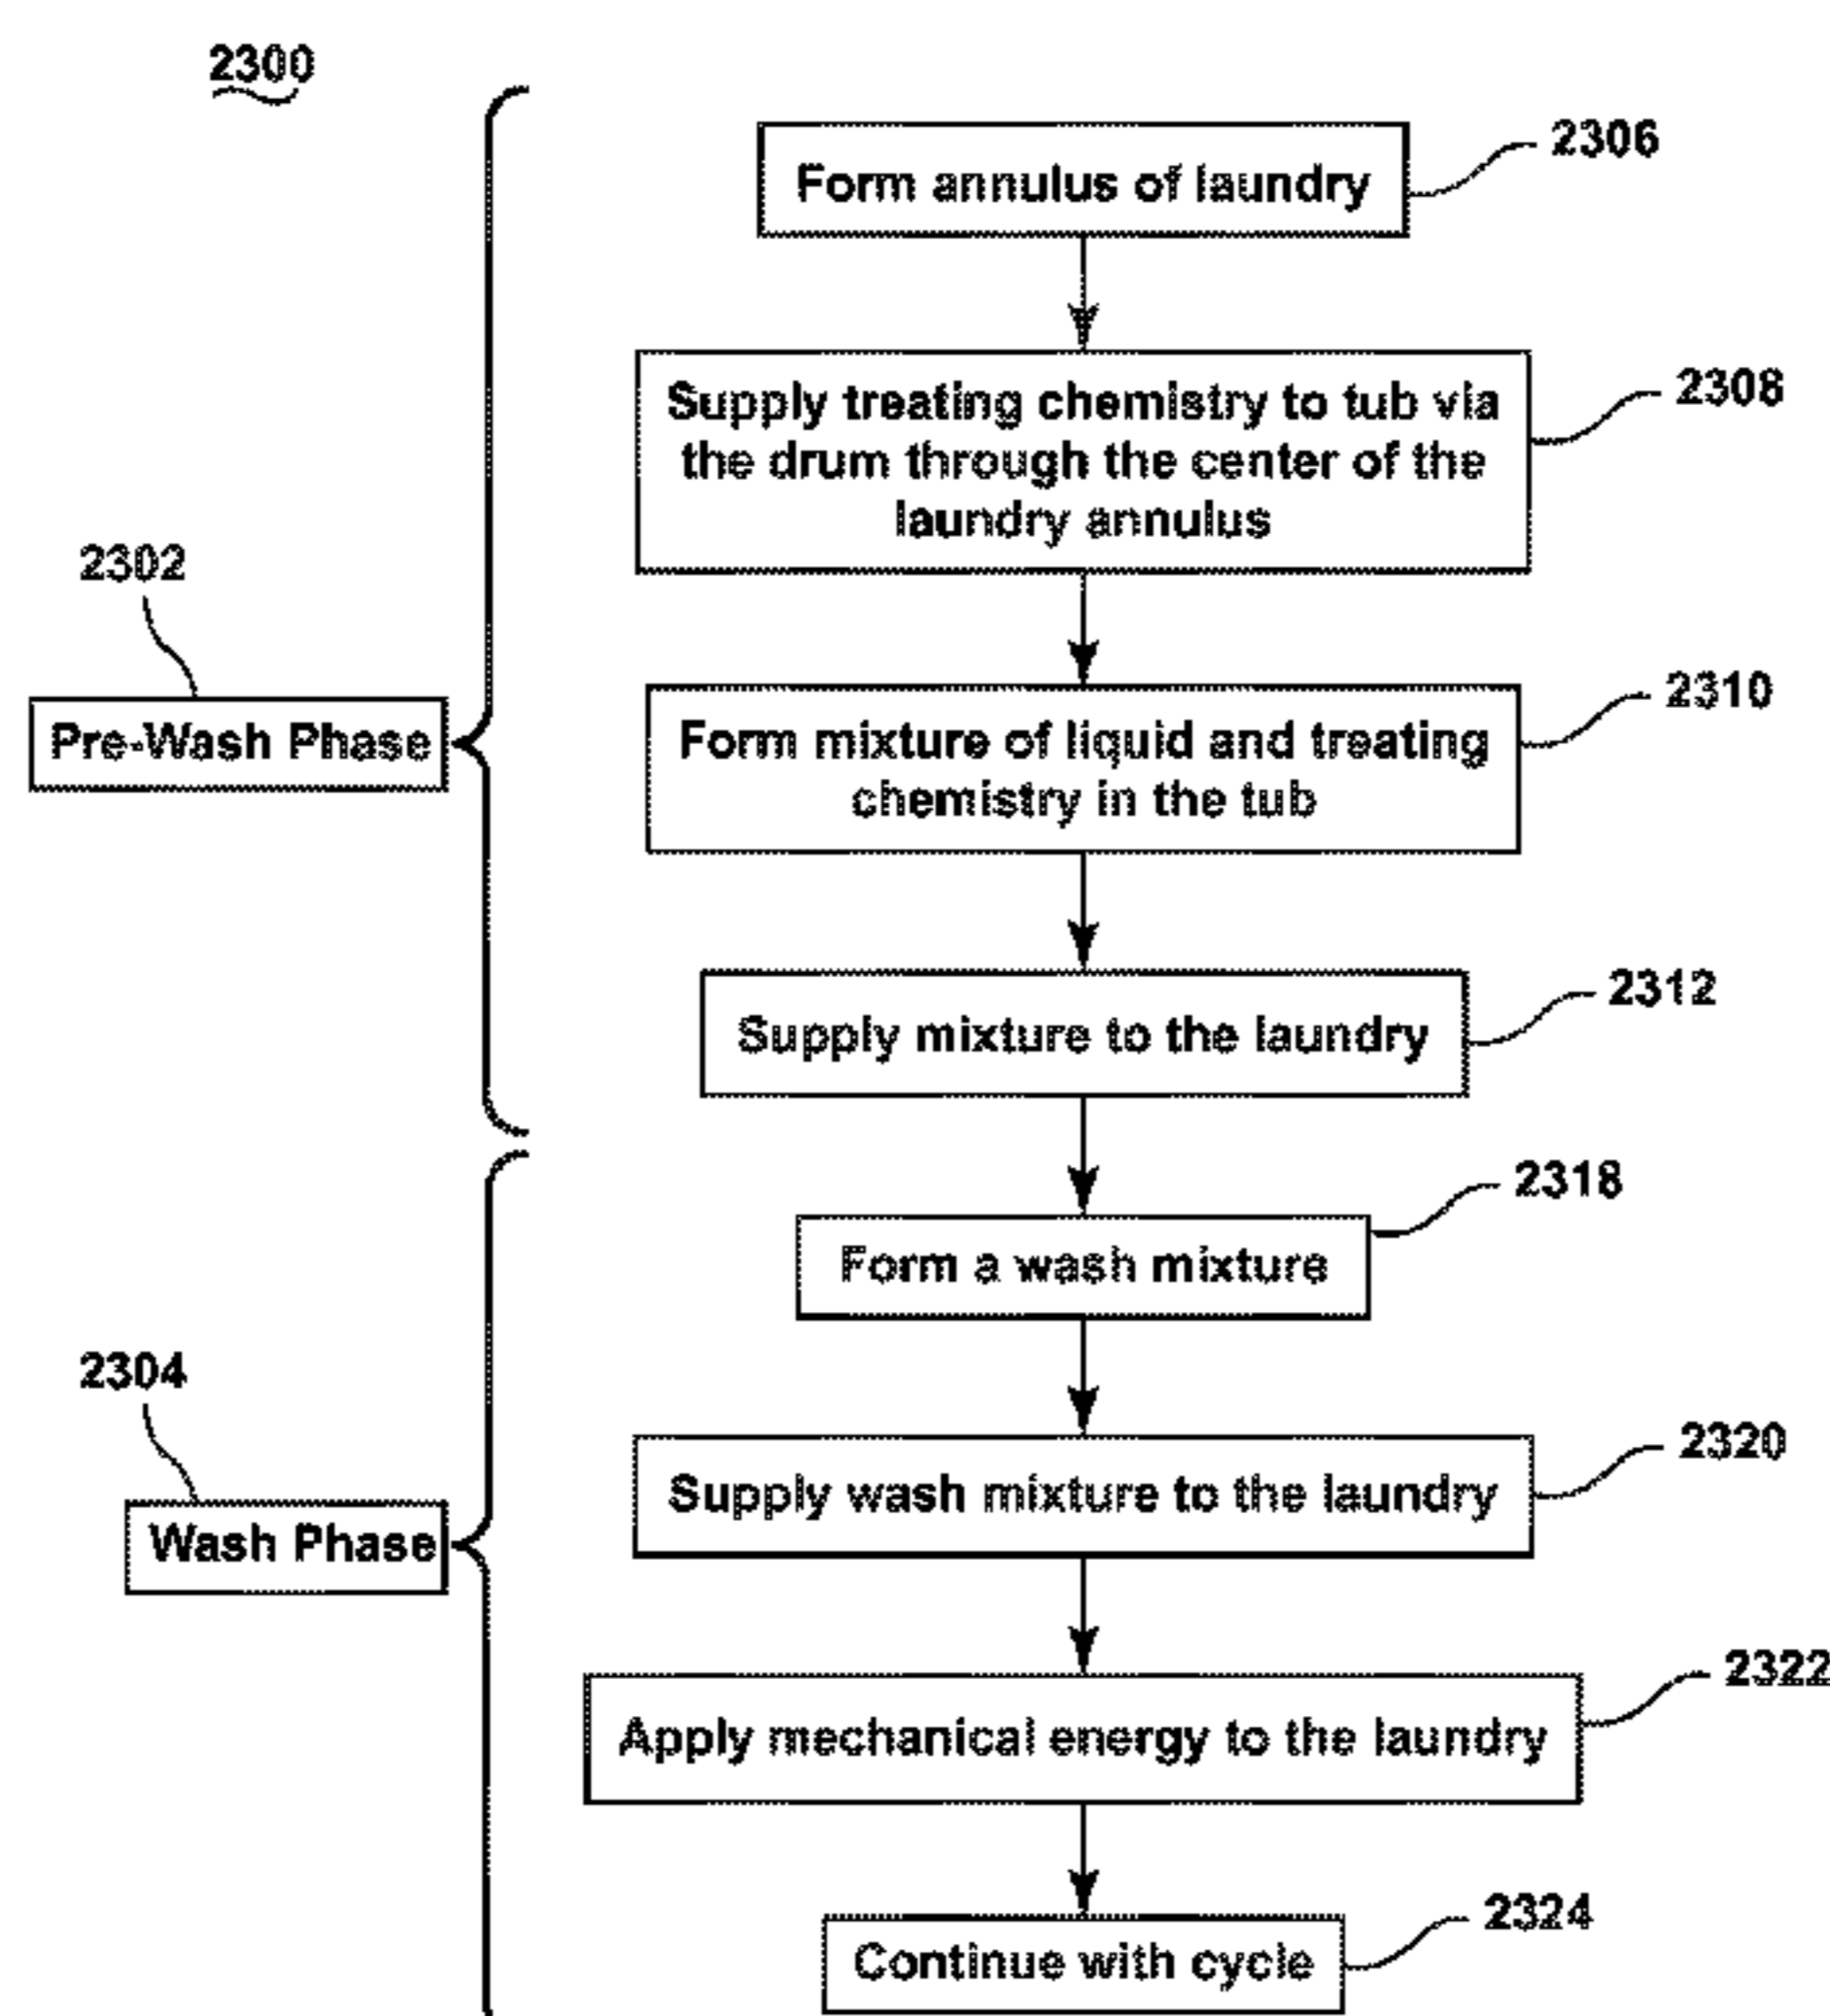 2300
Form annulus of laundry
2306
Supply treating chemistry to tub via
the drum through the center of the
laundry annulus
2308
2302
Pre-Wash Phase
Form mixture of liquid and treating
chemistry in the tub
2310
Supply mixture to the laundry
2312
Form a wash mixture
2318
2304
Wash Phase
Supply wash mixture to the laundry
2320
Apply mechanical energy to the laundry
2322
Continue with cycle
2324